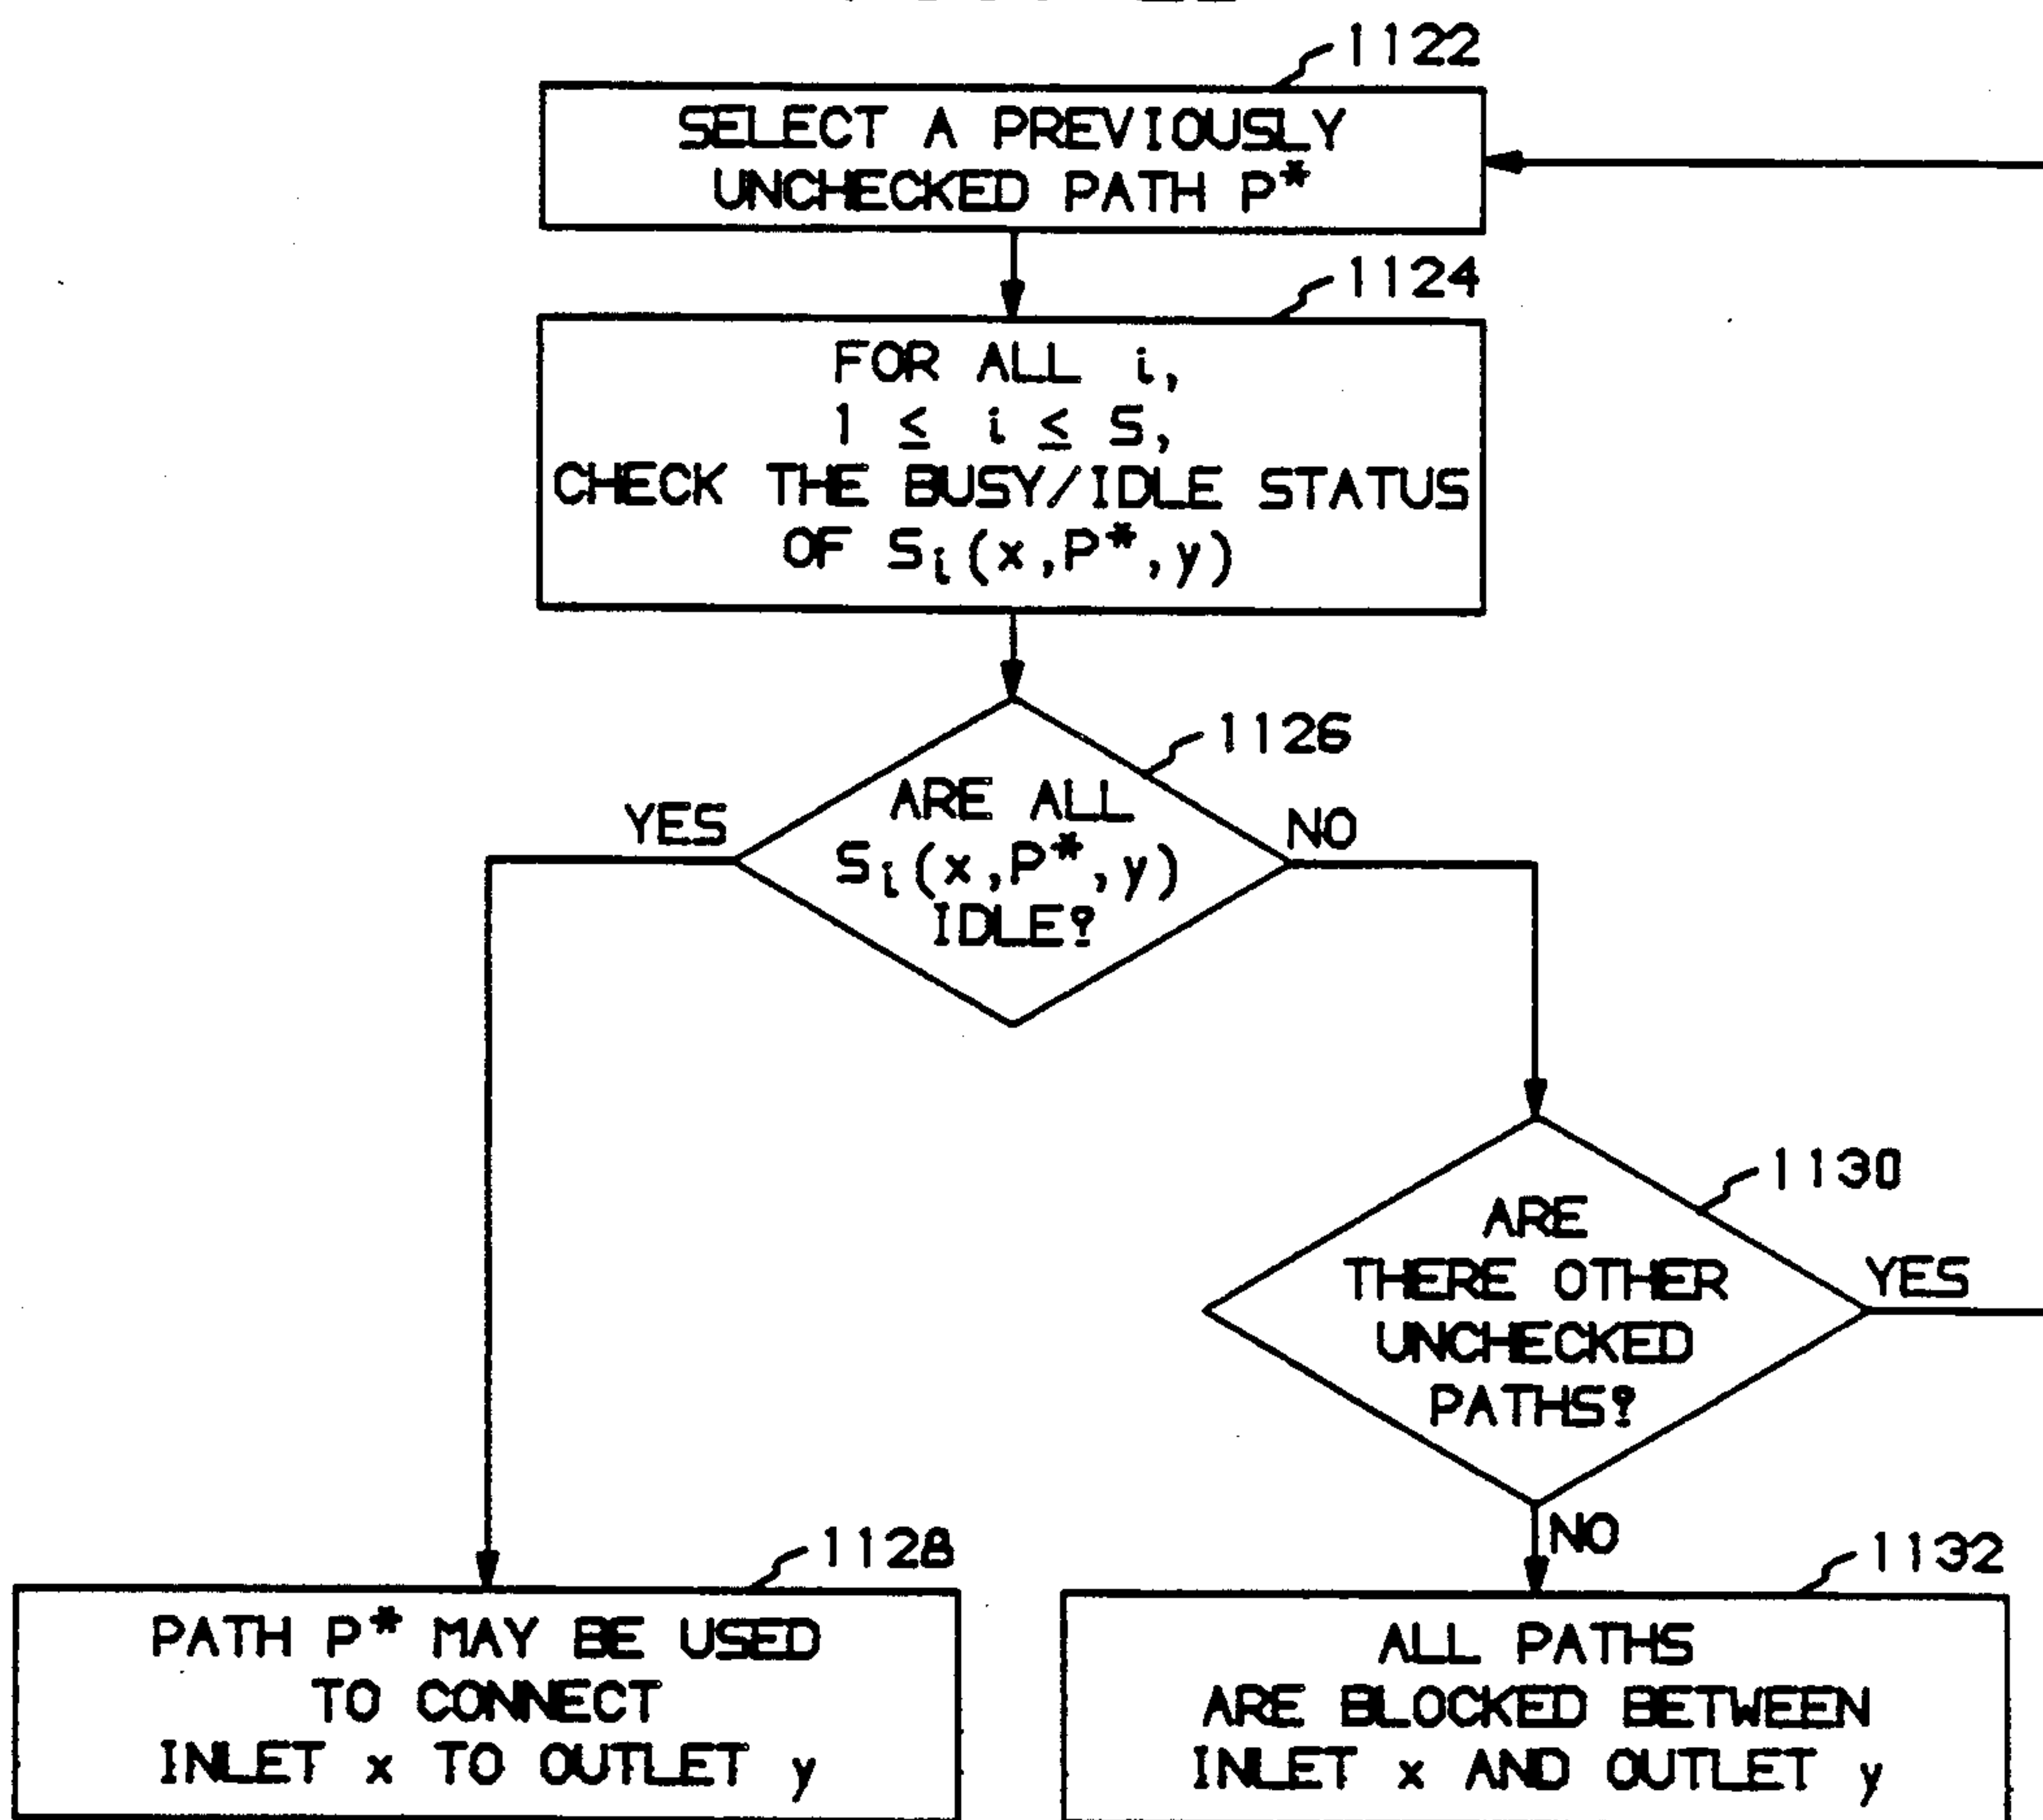 1122
SELECT A PREVIOUSLY
UNCHECKED PATH P*
1124
FOR ALL i,
1 ≤ i ≤ S,
CHECK THE BUSY/IDLE STATUS
OF Si(x,P*,y)
1126
ARE ALL
Si(x,P*,y)
IDLE?
YES
NO
1130
ARE
THERE OTHER
UNCHECKED
PATHS?
YES
NO
1128
PATH P* MAY BE USED
TO CONNECT
INLET x TO OUTLET y
1132
ALL PATHS
ARE BLOCKED BETWEEN
INLET x AND OUTLET y